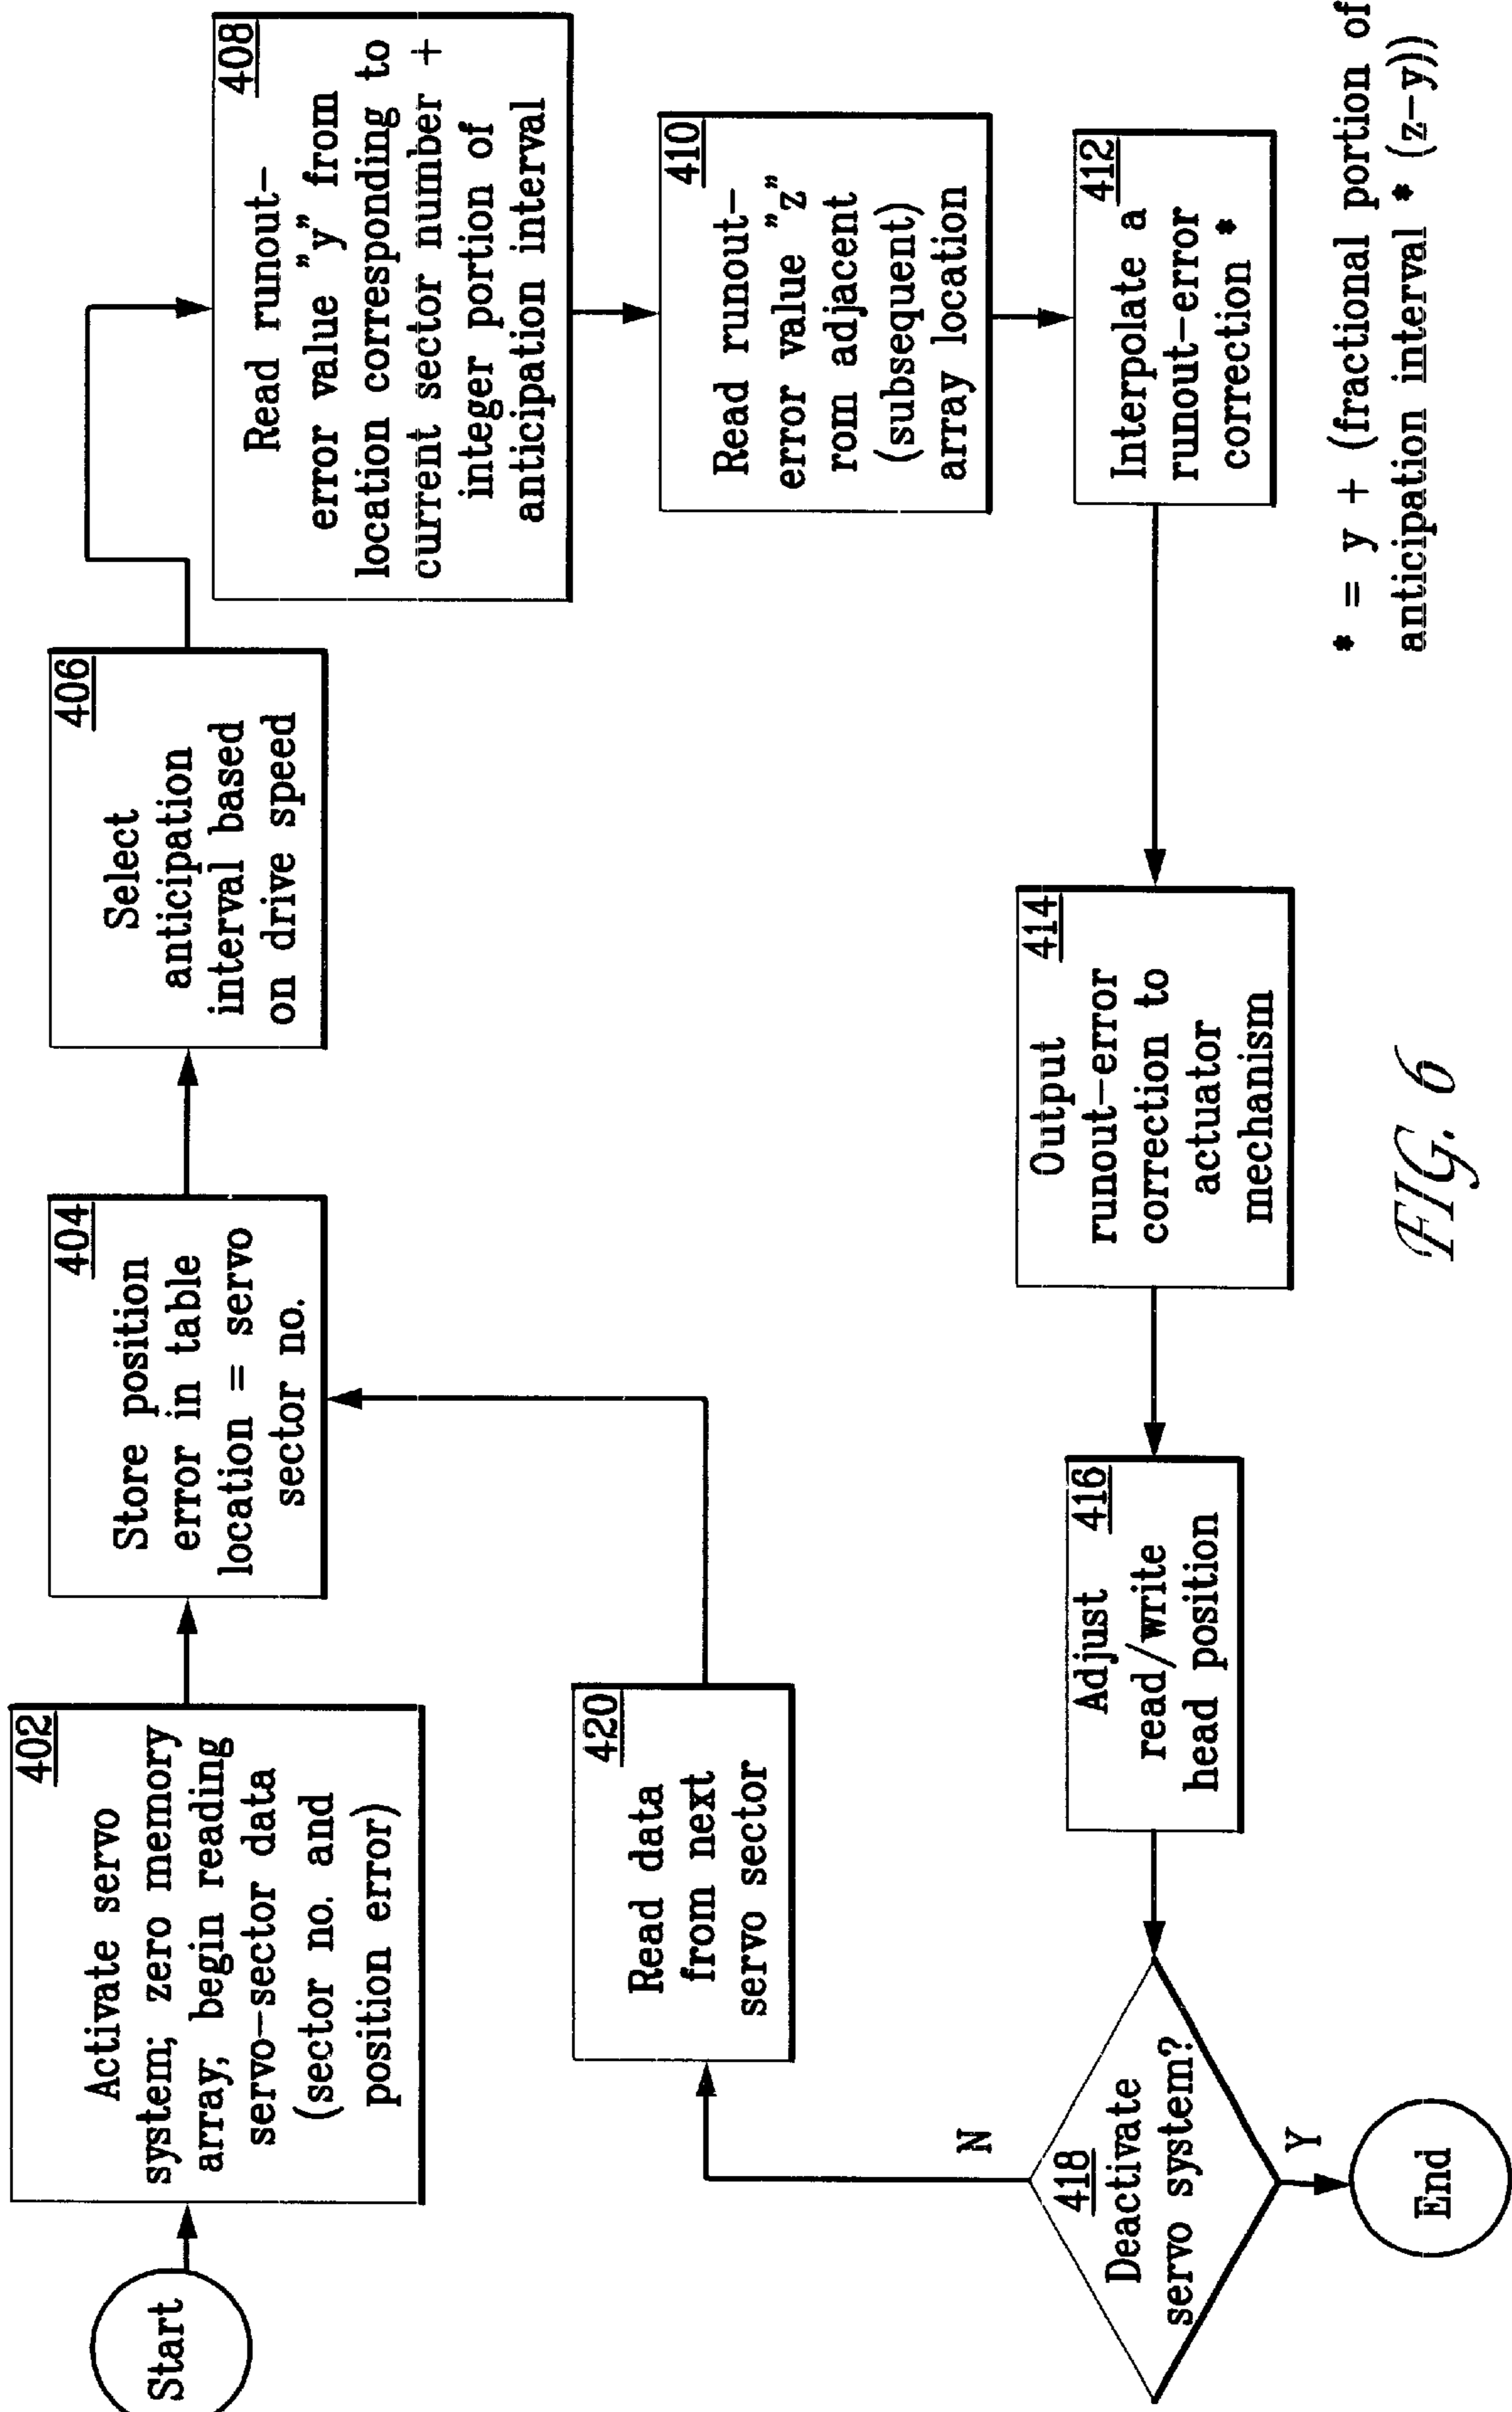 Start
402
Activate servo
system; zero memory
array; begin reading
servo-sector data
(sector no. and
position error)
404
Store position
error in table
location = servo
sector no.
406
Select
anticipation
interval based
on drive speed
408
Read runout-
error value "y" from
location corresponding to
current sector number +
integer portion of
anticipation interval
410
Read runout-
error value "z"
rom adjacent
(subsequent)
array location
412
Interpolate a
runout-error
correction *
* = y + (fractional portion of
anticipation interval * (z-y))
414
Output
runout-error
correction to
actuator
mechanism
416
Adjust
read/write
head position
418
Deactivate
servo system?
N
Y
420
Read data
from next
servo sector
End
FIG. 6